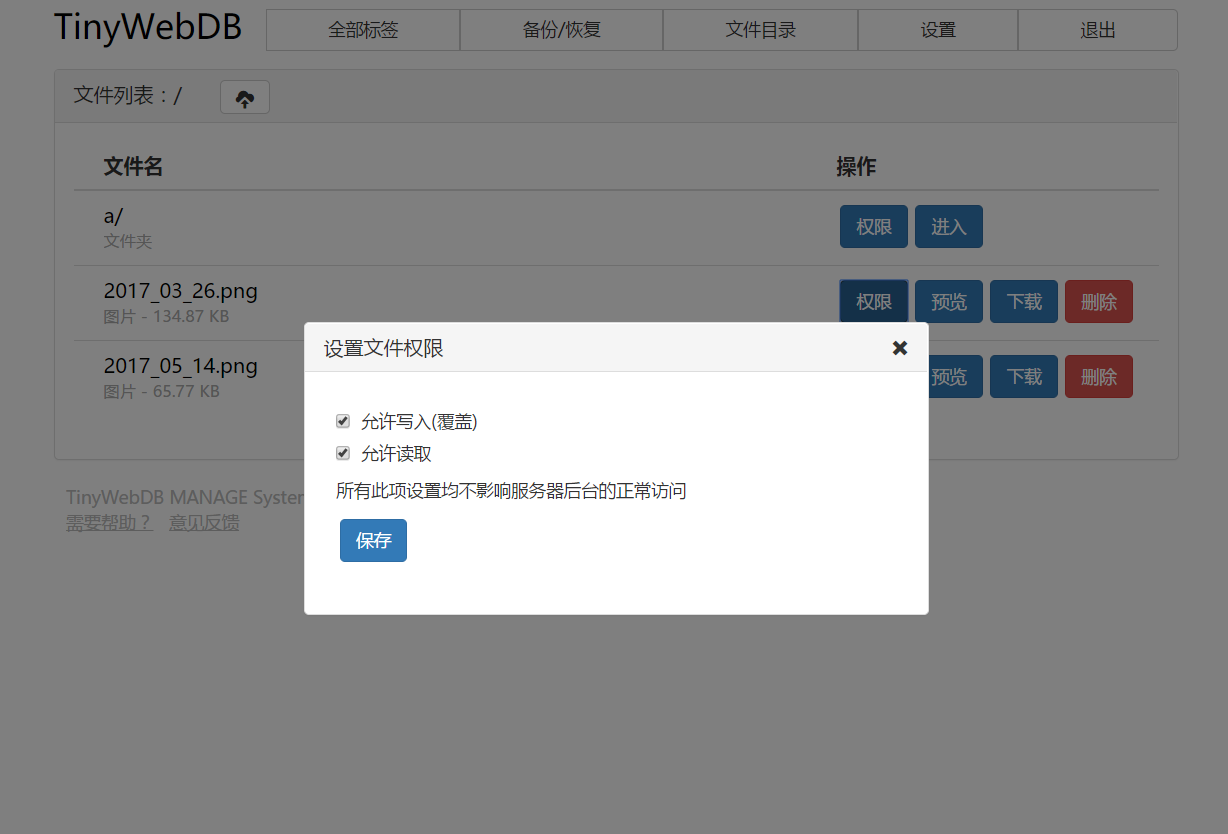 TinyWebDB 全部标签 备份/恢复 文件目录 设置 退出
文件列表：/
文件名 操作
a/
文件夹
权限 进入
2017_03_26.png
图片 - 134.87 KB
权限 预览 下载 删除
2017_05_14.png
图片 - 65.77 KB
预览 下载 删除
设置文件权限
允许写入(覆盖)
允许读取
所有此项设置均不影响服务器后台的正常访问
保存
TinyWebDB MANAGE
需要帮助？ 意见反馈